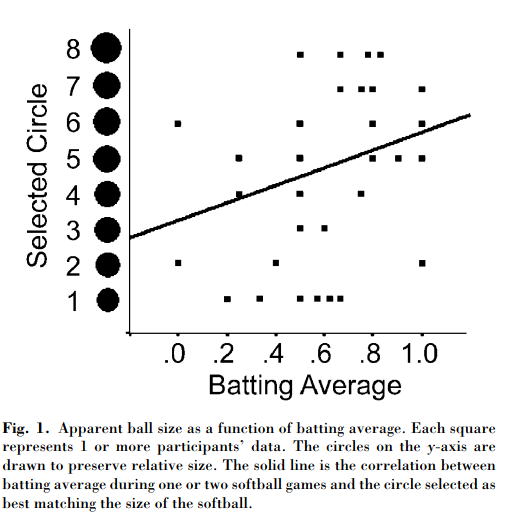 8
7
6
5
4
3
2
1
Selected Circle
.0 .2 .4 .6 .8 1.0
Batting Average
Fig. 1. Apparent ball size as a function of batting average. Each square
represents 1 or more participants' data. The circles on the y-axis are
drawn to preserve relative size. The solid line is the correlation between
batting average during one or two softball games and the circle selected as
best matching the size of the softball.